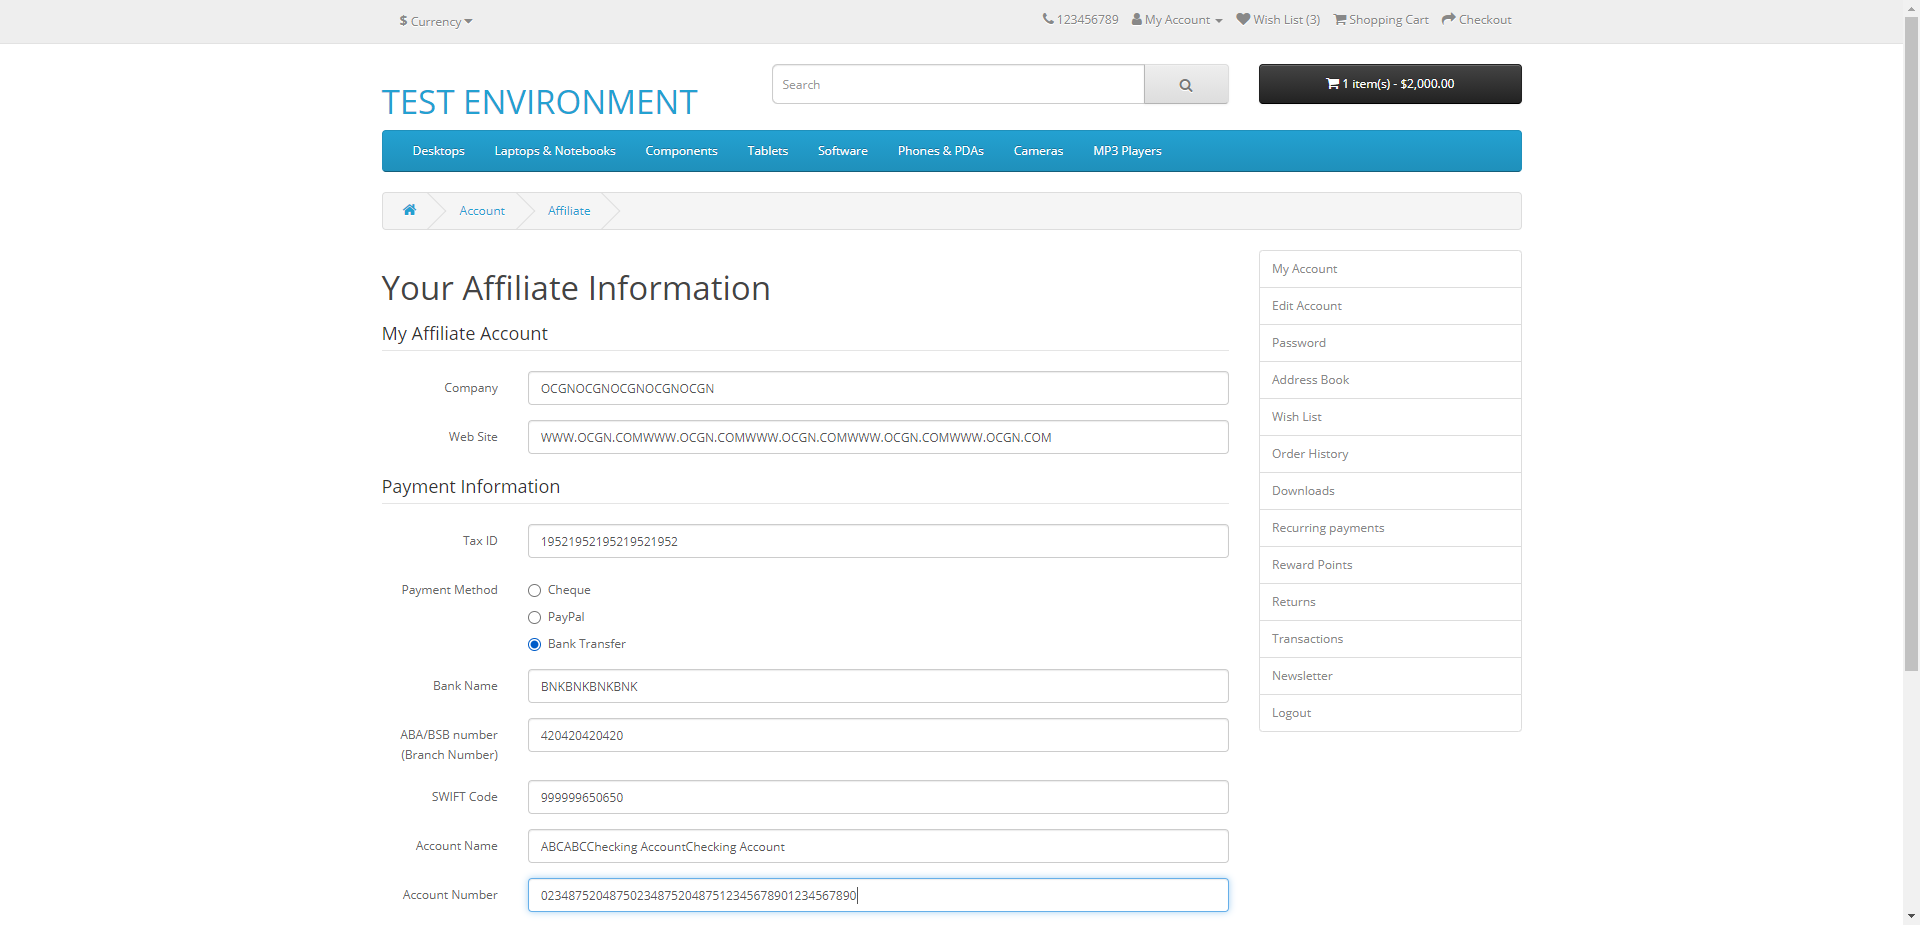 $ Currency
123456789 My Account Wish List (3) Shopping Cart Checkout
TEST ENVIRONMENT
Search
1 item(s) - $2,000.00
Desktops Laptops & Notebooks Components Tablets Software Phones & PDAs Cameras MP3 Players
Account Affiliate
Your Affiliate Information
My Affiliate Account
Company OCGNOCGNOCGNOCGNOCGN
Web Site WWW.OCGN.COMWWW.OCGN.COMWWW.OCGN.COMWWW.OCGN.COMWWW.OCGN.COM
Payment Information
Tax ID 19521952195219521952
Payment Method
Cheque
PayPal
Bank Transfer
Bank Name BNKBNKBNKBNK
ABA/BSB number
(Branch Number)
420420420420
SWIFT Code 999999650650
Account Name ABCABCChecking AccountChecking Account
Account Number 0234875204875023487520487512345678901234567890
My Account
Edit Account
Password
Address Book
Wish List
Order History
Downloads
Recurring payments
Reward Points
Returns
Transactions
Newsletter
Logout